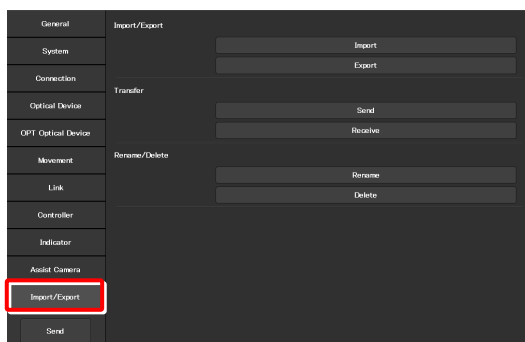 General
System
Connection
Optical Device
OPT Optical Device
Movement
Link
Controller
Indicator
Assist Camera
Import/Export
Send
Import/Export
Import
Export
Transfer
Send
Receive
Rename/Delete
Rename
Delete